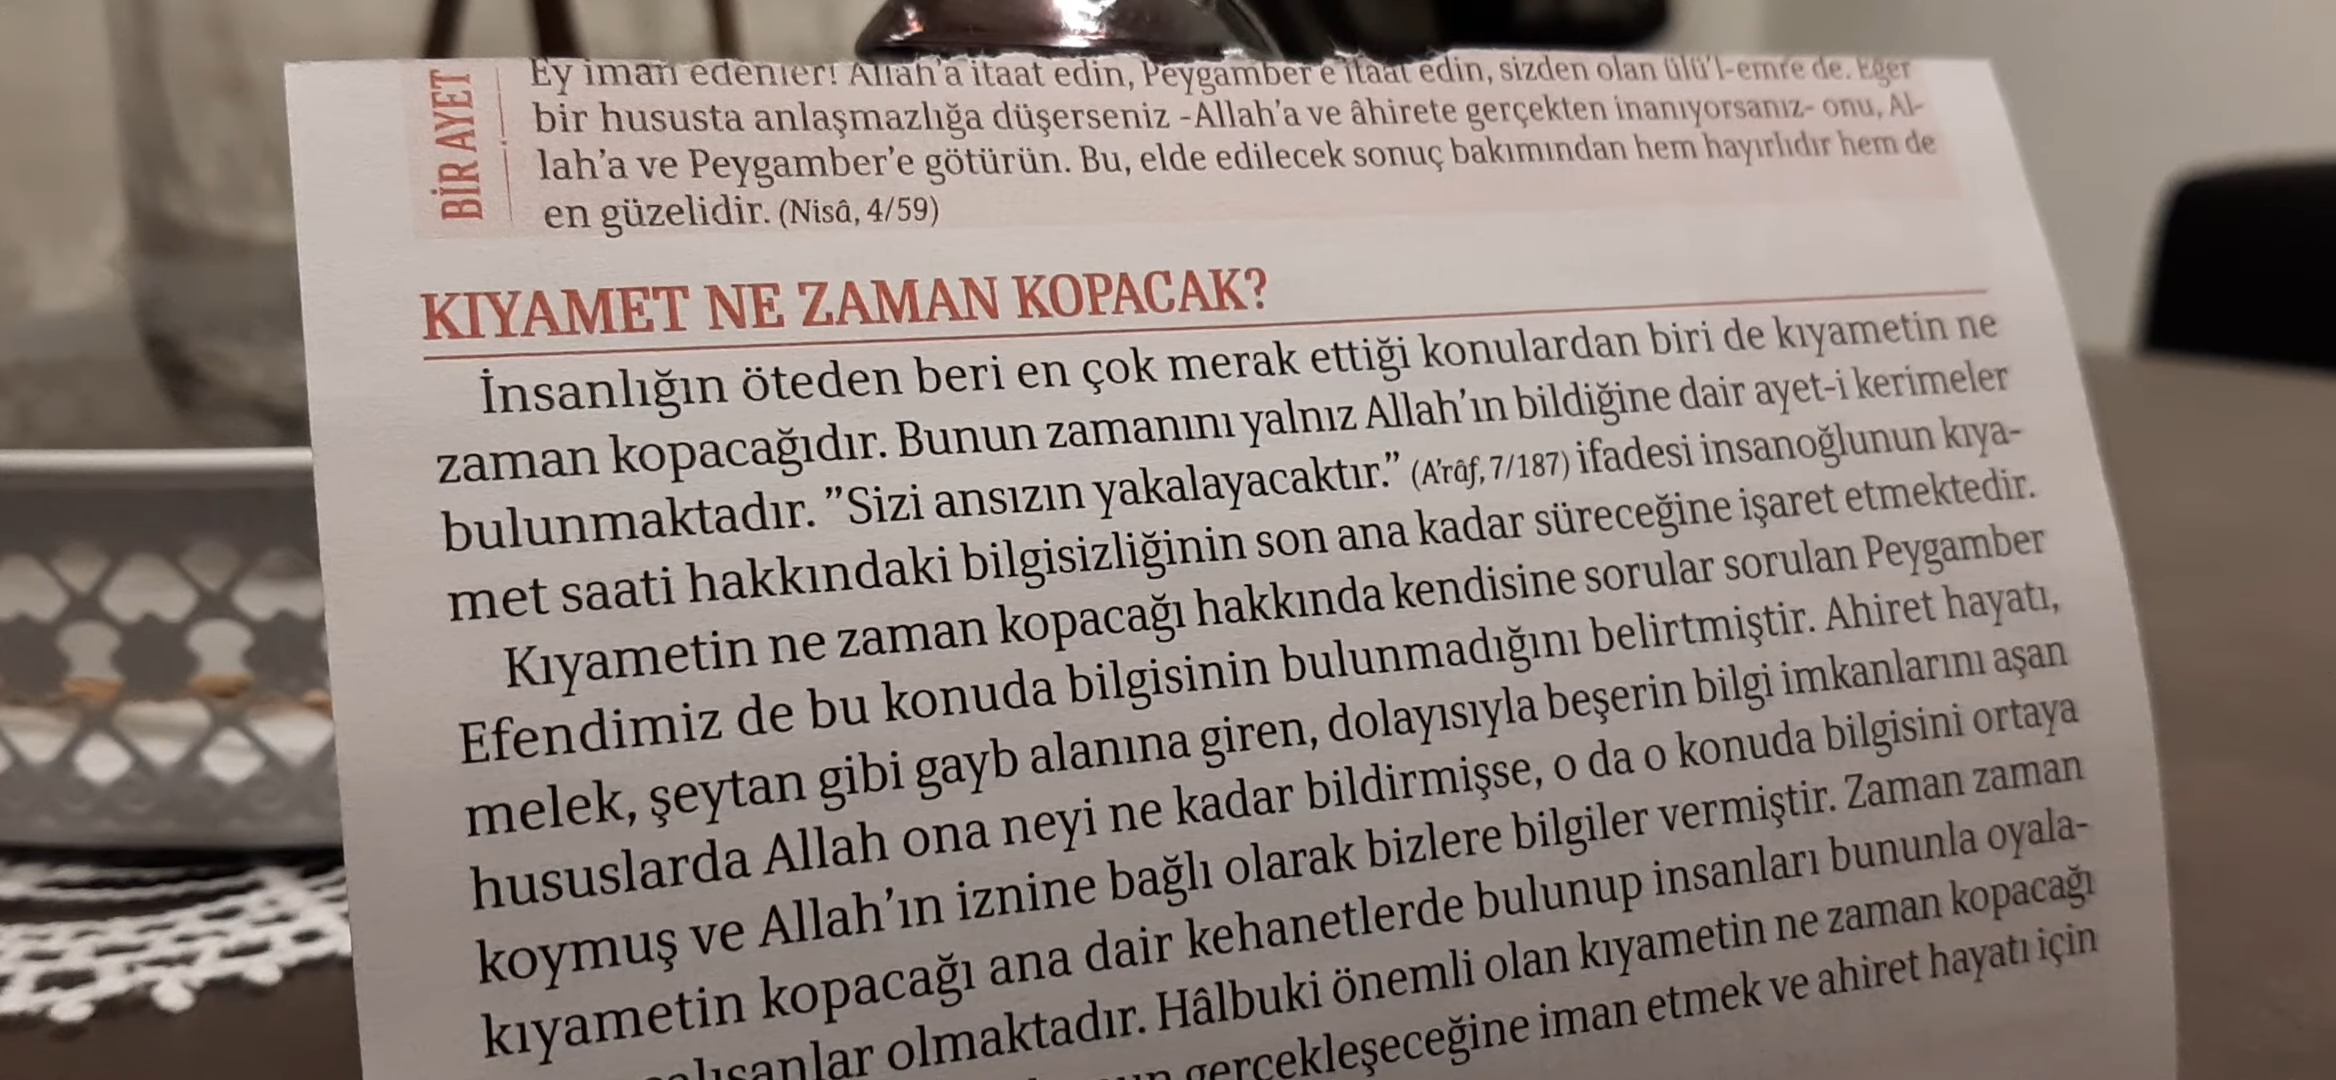 BİR AYET
Ey iman edenler! Allah'a itaat edin, Peygamber'e itaat edin, sizden olan ülü'l-emre de. Eğer
bir hususta anlaşmazlığa düşerseniz -Allah'a ve âhirete gerçekten inanıyorsanız- onu, Al-
lah'a ve Peygamber'e götürün. Bu, elde edilecek sonuç bakımından hem hayırlıdır hem de
en güzelidir. (Nisâ, 4/59)
KIYAMET NE ZAMAN KOPACAK?
İnsanlığın öteden beri en çok merak ettiği konulardan biri de kıyametin ne
zaman kopacağıdır. Bunun zamanını yalnız Allah'ın bildiğine dair ayet-i kerimeler
bulunmaktadır. ”Sizi ansızın yakalayacaktır.” (A'râf, 7/187) ifadesi insanoğlunun kıya-
met saati hakkındaki bilgisizliğinin son ana kadar süreceğine işaret etmektedir.
Kıyametin ne zaman kopacağı hakkında kendisine sorular sorulan Peygamber
Efendimiz de bu konuda bilgisinin bulunmadığını belirtmiştir. Ahiret hayatı,
melek, şeytan gibi gayb alanına giren, dolayısıyla beşerin bilgi imkanlarını aşan
hususlarda Allah ona neyi ne kadar bildirmişse, o da o konuda bilgisini ortaya
koymuş ve Allah'ın iznine bağlı olarak bizlere bilgiler vermiştir. Zaman zaman
kıyametin kopacağı ana dair kehanetlerde bulunup insanları bununla oyala-
olmaktadır. Hâlbuki önemli olan kıyametin ne zaman kopacağı
gerçekleşeceğine iman etmek ve ahiret hayatı için